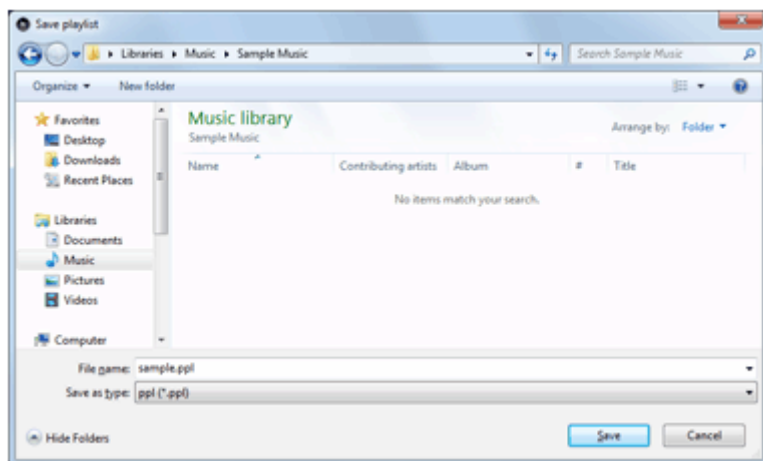 Save playlist
Libraries Music Sample Music
Search Sample Music
Organize New folder
Favorites
Desktop
Downloads
Recent Places
Libraries
Documents
Music
Pictures
Videos
Computer
Music library
Sample Music
Arrange by: Folder
Name Contributing artists Album # Title
No items match your search.
File name: sample.ppl
Save as type: ppl (*.ppl)
Hide Folders
Save Cancel